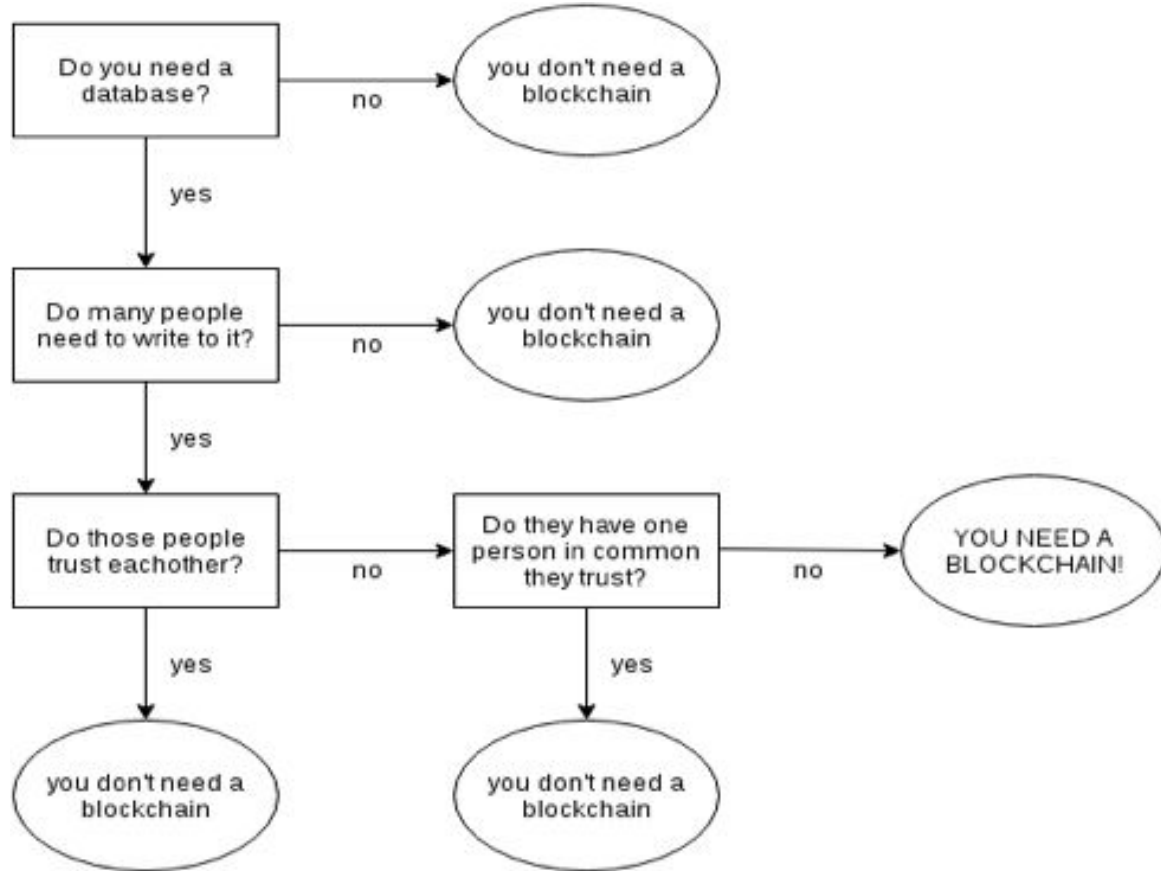 Do you need a
database?
no
you don't need a
blockchain
yes
Do many people
need to write to it?
no
you don't need a
blockchain
yes
Do those people
trust eachother?
no
Do they have one
person in common
they trust?
no
YOU NEED A
BLOCKCHAIN!
yes
yes
you don't need a
blockchain
you don't need a
blockchain